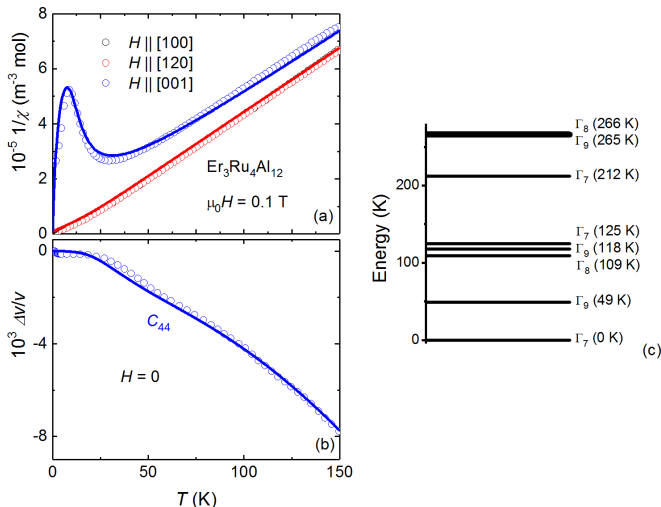 8
6
4
2
0
10⁻⁵ 1/χ (m⁻³ mol)
H || [100]
H || [120]
H || [001]
Er₃Ru₄Al₁₂
μ₀H = 0.1 T
(a)
0
-4
-8
10³ Δv/v
C₄₄
H = 0
(b)
0 50 100 150
T (K)
200
100
0
Energy (K)
Γ₈ (266 K)
Γ₉ (265 K)
Γ₇ (212 K)
Γ₇ (125 K)
Γ₉ (118 K)
Γ₈ (109 K)
Γ₉ (49 K)
Γ₇ (0 K)
(c)